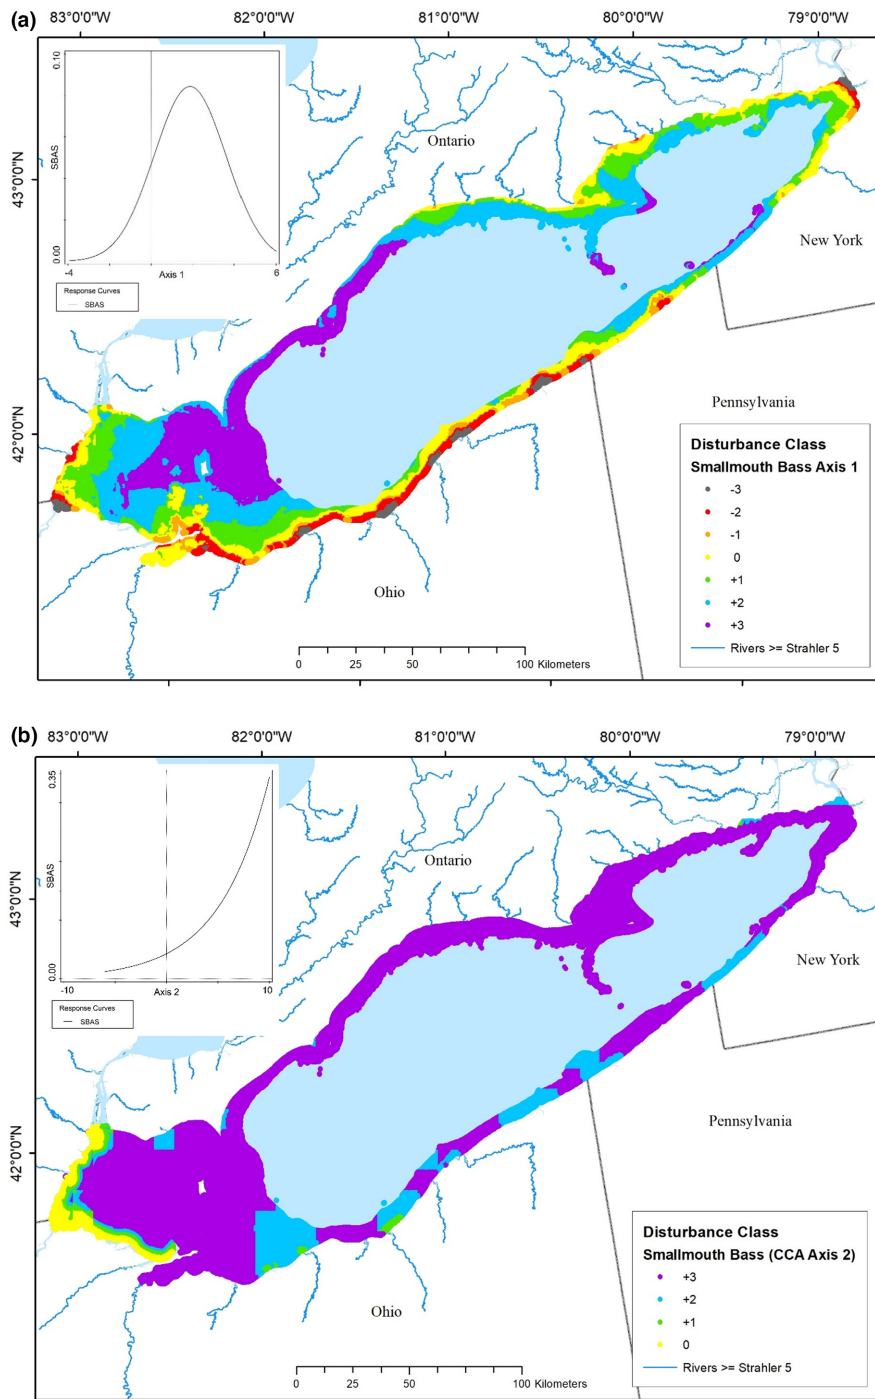 (a)
83°0'0"W 82°0'0"W 81°0'0"W 80°0'0"W 79°0'0"W
43°0'0"N
42°0'0"N
0.10
SBAS
0.00
-4 Axis 1 6
Response Curves
SBAS
Ontario
New York
Pennsylvania
Ohio
0 25 50 100 Kilometers
Disturbance Class
Smallmouth Bass Axis 1
-3
-2
-1
0
+1
+2
+3
Rivers >= Strahler 5
(b)
83°0'0"W 82°0'0"W 81°0'0"W 80°0'0"W 79°0'0"W
43°0'0"N
42°0'0"N
0.35
SBAS
0.00
-10 Axis 2 10
Response Curves
SBAS
Ontario
New York
Pennsylvania
Ohio
0 25 50 100 Kilometers
Disturbance Class
Smallmouth Bass (CCA Axis 2)
+3
+2
+1
0
Rivers >= Strahler 5